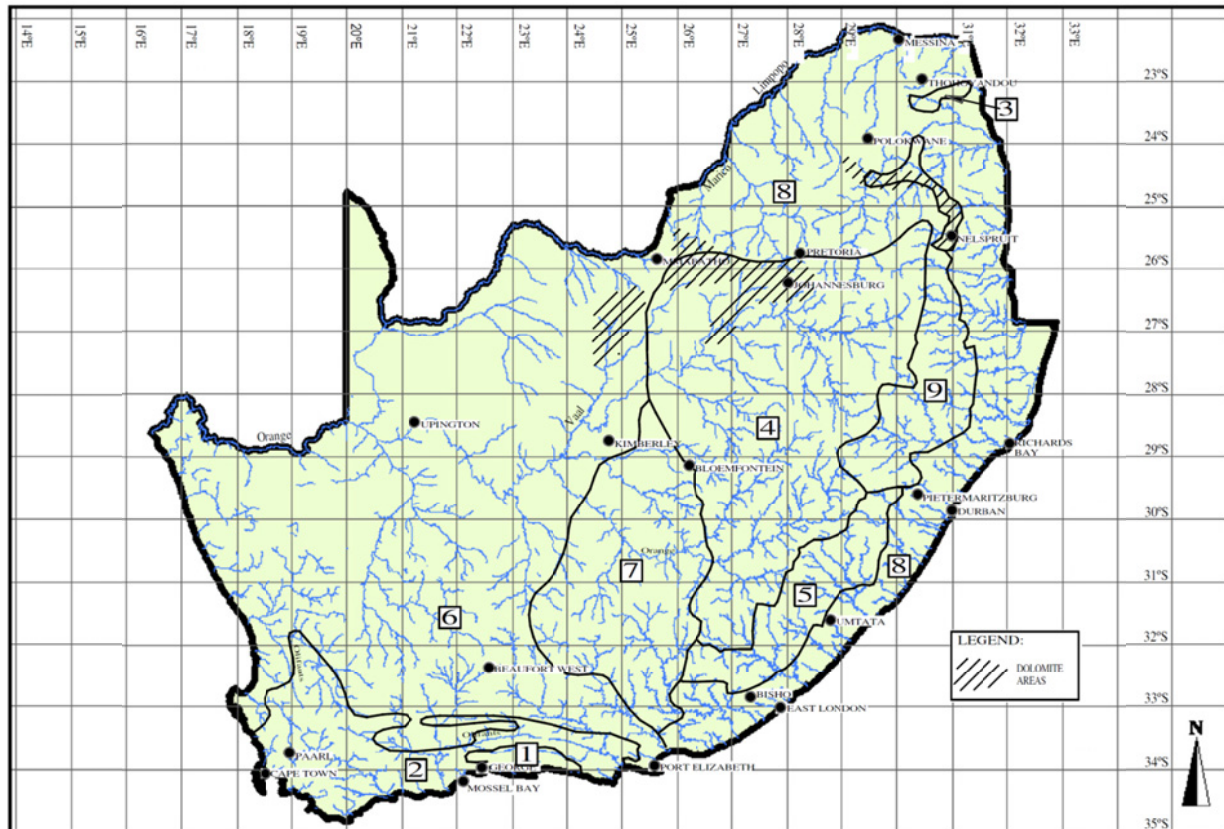 14°E
15°E
16°E
17°E
18°E
19°E
20°E
21°E
22°E
23°E
24°E
25°E
26°E
27°E
28°E
29°E
30°E
31°E
32°E
33°E
MESSINA
23°S
Limpopo
THOHOYANDOU
3
24°S
POLOKWANE
Marico
8
25°S
NELSPRUIT
PRETORIA
MMABATHO
26°S
JOHANNESBURG
27°S
9
28°S
Vaal
UPINGTON
4
Orange
KIMBERLEY
RICHARDS
BAY
29°S
BLOEMFONTEIN
PIETERMARITZBURG
DURBAN
30°S
Orange
7
8
31°S
5
6
UMTATA
LEGEND:
32°S
Olifants
DOLOMITE
AREAS
BEAUFORT WEST
BISHO
33°S
EAST LONDON
Olifants
N
PAARL
1
CAPE TOWN
2
GEORGE
PORT ELIZABETH
34°S
MOSSEL BAY
35°S